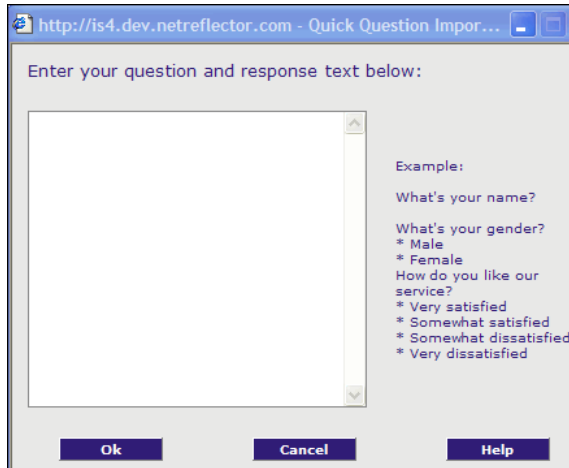 http://is4.dev.netreflector.com - Quick Question Impor...
Enter your question and response text below:
Example:
What's your name?
What's your gender?
* Male
* Female
How do you like our
service?
* Very satisfied
* Somewhat satisfied
* Somewhat dissatisfied
* Very dissatisfied
Ok Cancel Help